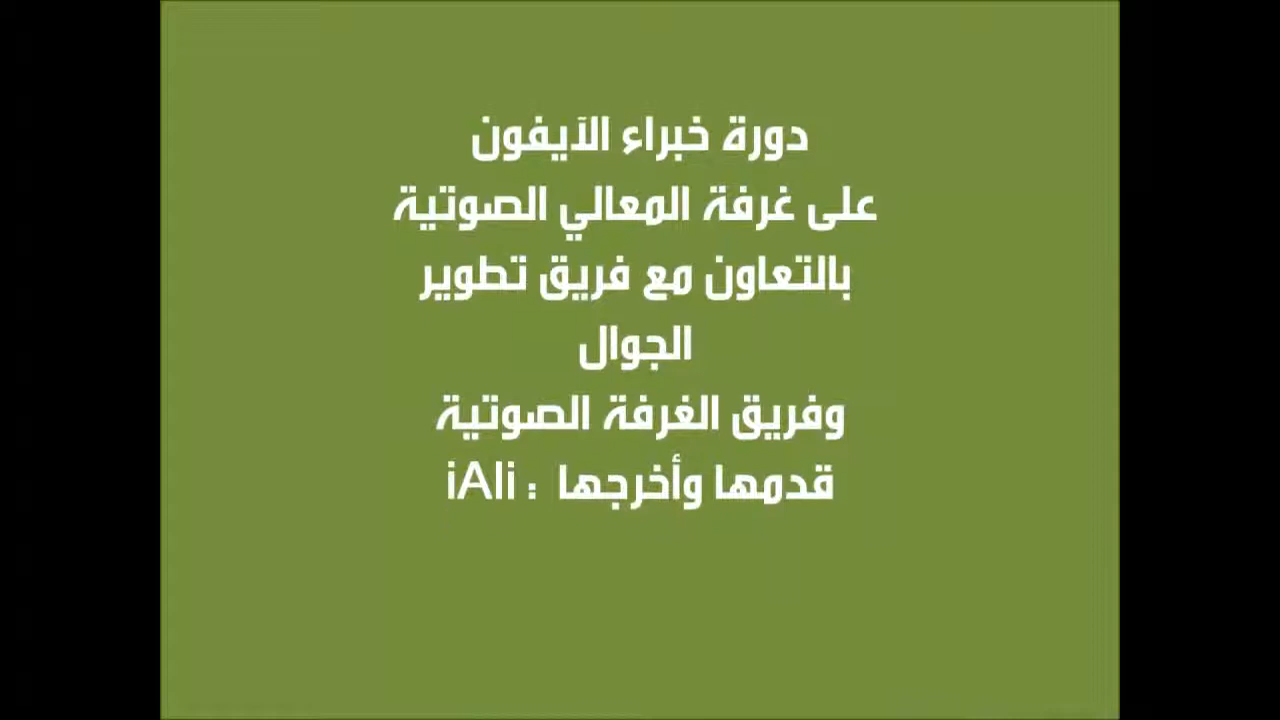 دورة خبراء الآيفون
على غرفة المعالي الصوتية
بالتعاون مع فريق تطوير
الجوال
وفريق الغرفة الصوتية
قدمها وأخرجها : iAli